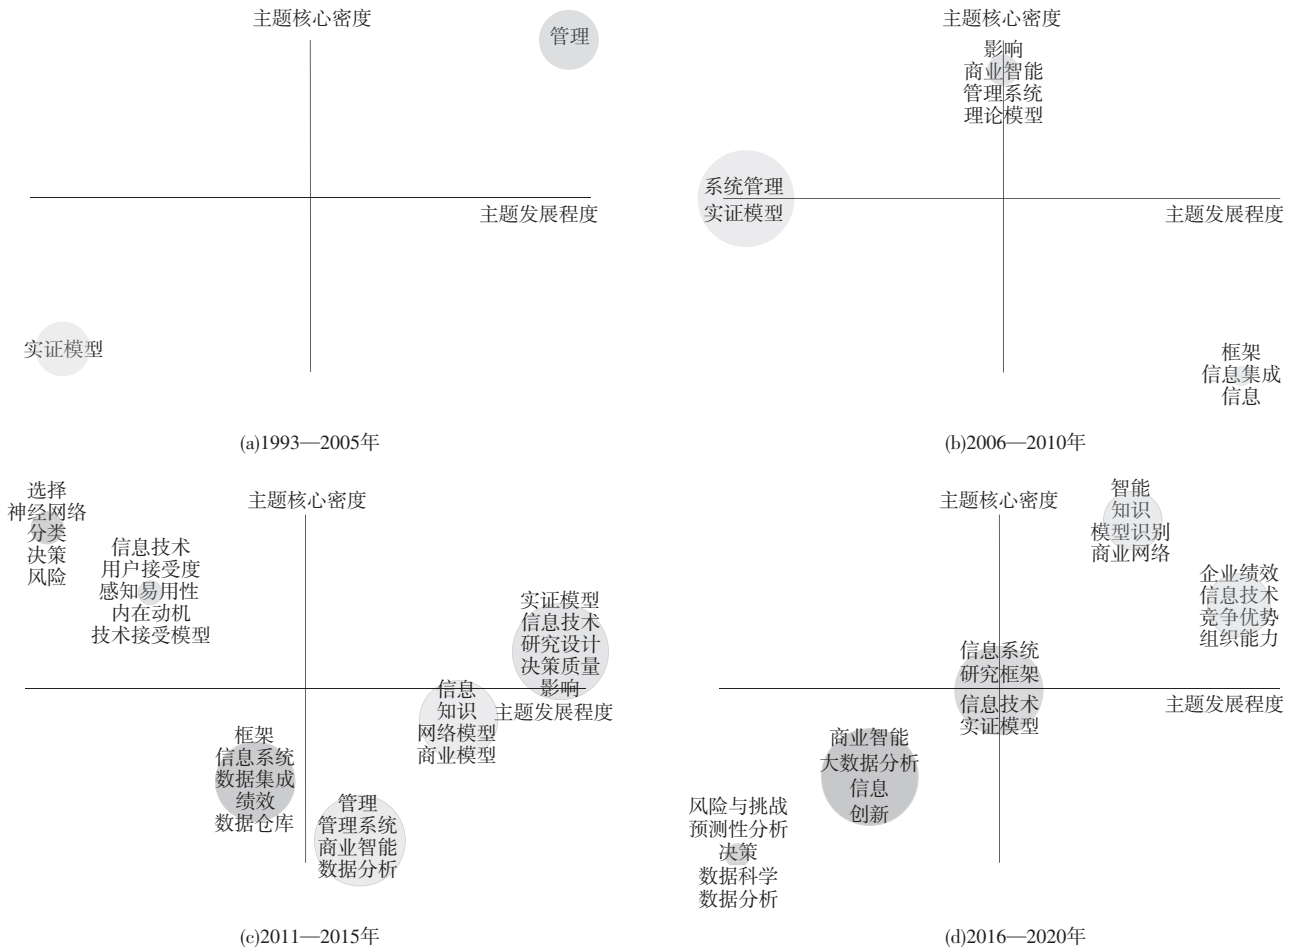 主题核心密度
管理
主题发展程度
实证模型
(a)1993—2005年
主题核心密度
影响
商业智能
管理系统
理论模型
系统管理
实证模型
主题发展程度
框架
信息集成
信息
(b)2006—2010年
选择
神经网络
分类
决策
风险
主题核心密度
信息技术
用户接受度
感知易用性
内在动机
技术接受模型
实证模型
信息技术
研究设计
决策质量
影响
信息
知识
网络模型
商业模型
主题发展程度
框架
信息系统
数据集成
绩效
数据仓库
管理
管理系统
商业智能
数据分析
(c)2011—2015年
主题核心密度
智能
知识
模型识别
商业网络
企业绩效
信息技术
竞争优势
组织能力
信息系统
研究框架
信息技术
实证模型
主题发展程度
商业智能
大数据分析
信息
创新
风险与挑战
预测性分析
决策
数据科学
数据分析
(d)2016—2020年